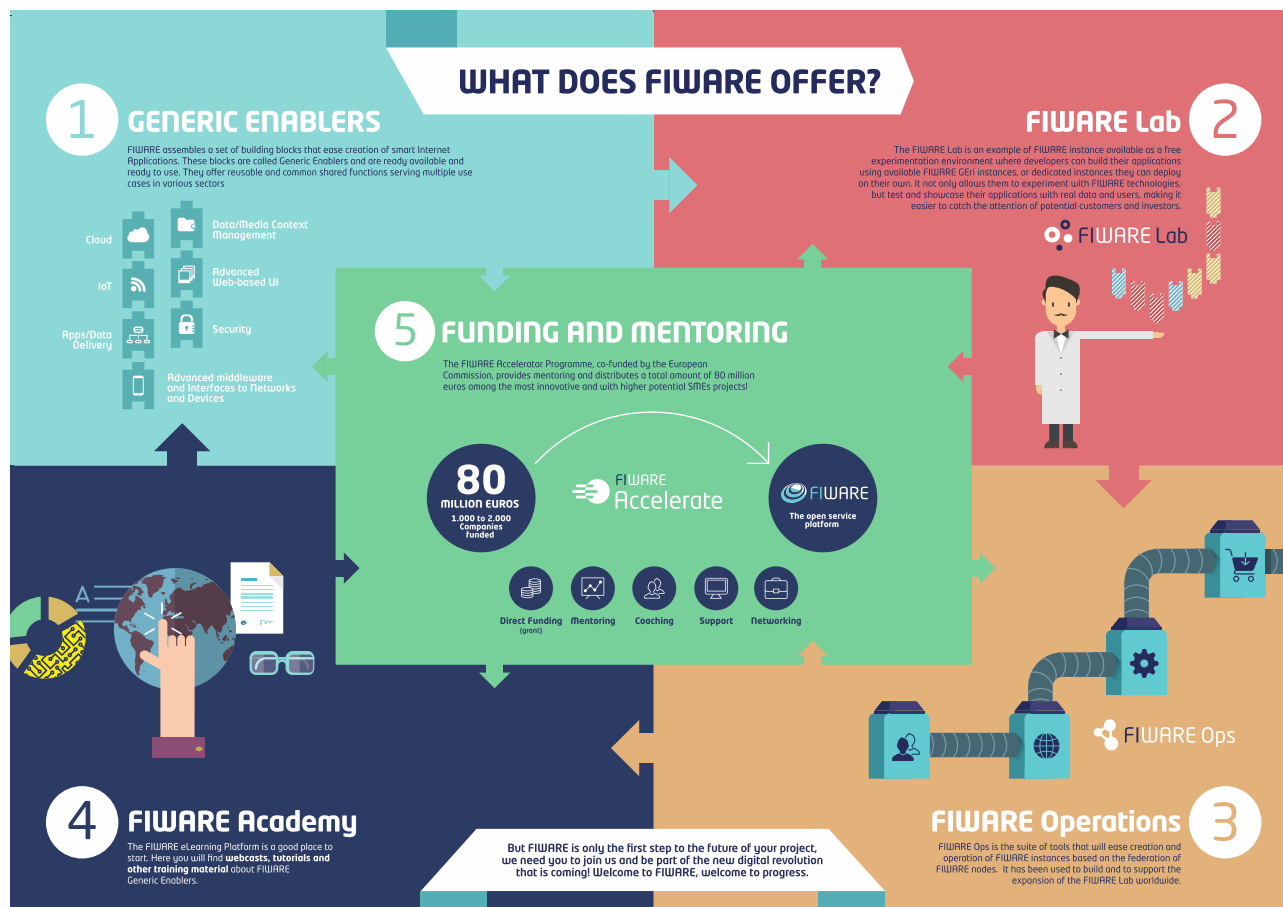 WHAT DOES FIWARE OFFER?
1
GENERIC ENABLERS
FIWARE assembles a set of building blocks that ease creation of smart Internet
Applications. These blocks are called Generic Enablers and are ready available and
ready to use. They offer reusable and common shared functions serving multiple use
cases in various sectors
Cloud
Data/Media Context
Management
IoT
Advanced
Web-based UI
Apps/Data
Delivery
Security
Advanced middleware
and Interfaces to Networks
and Devices
2
FIWARE Lab
The FIWARE Lab is an example of FIWARE instance available as a free
experimentation environment where developers can build their applications
using available FIWARE GEri instances, or dedicated instances they can deploy
on their own. It not only allows them to experiment with FIWARE technologies,
but test and showcase their applications with real data and users, making it
easier to catch the attention of potential customers and investors.
FIWARE Lab
5
FUNDING AND MENTORING
The FIWARE Accelerator Programme, co-funded by the European
Commission, provides mentoring and distributes a total amount of 80 million
euros among the most innovative and with higher potential SMEs projects!
80
MILLION EUROS
1.000 to 2.000
Companies
funded
FIWARE
Accelerate
FIWARE
The open service
platform
Direct Funding
(grant)
Mentoring
Coaching
Support
Networking
A
4
FIWARE Academy
The FIWARE eLearning Platform is a good place to
start. Here you will find webcasts, tutorials and
other training material about FIWARE
Generic Enablers.
FIWARE Ops
3
FIWARE Operations
FIWARE Ops is the suite of tools that will ease creation and
operation of FIWARE instances based on the federation of
FIWARE nodes. It has been used to build and to support the
expansion of the FIWARE Lab worldwide.
But FIWARE is only the first step to the future of your project,
we need you to join us and be part of the new digital revolution
that is coming! Welcome to FIWARE, welcome to progress.